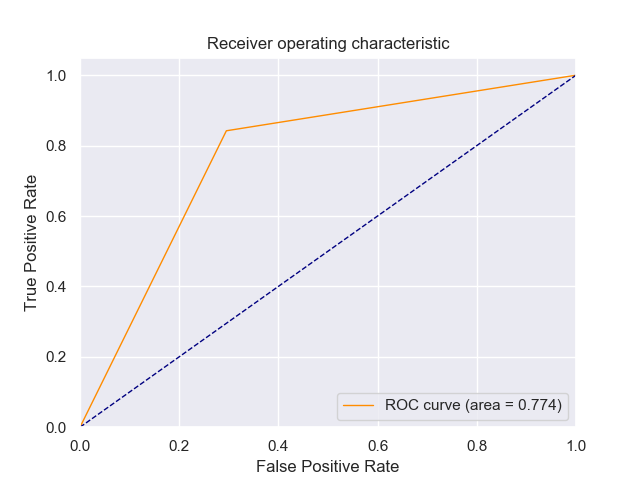 Receiver operating characteristic
True Positive Rate
1.0
0.8
0.6
0.4
0.2
0.0
0.0 0.2 0.4 0.6 0.8 1.0
False Positive Rate
ROC curve (area = 0.774)